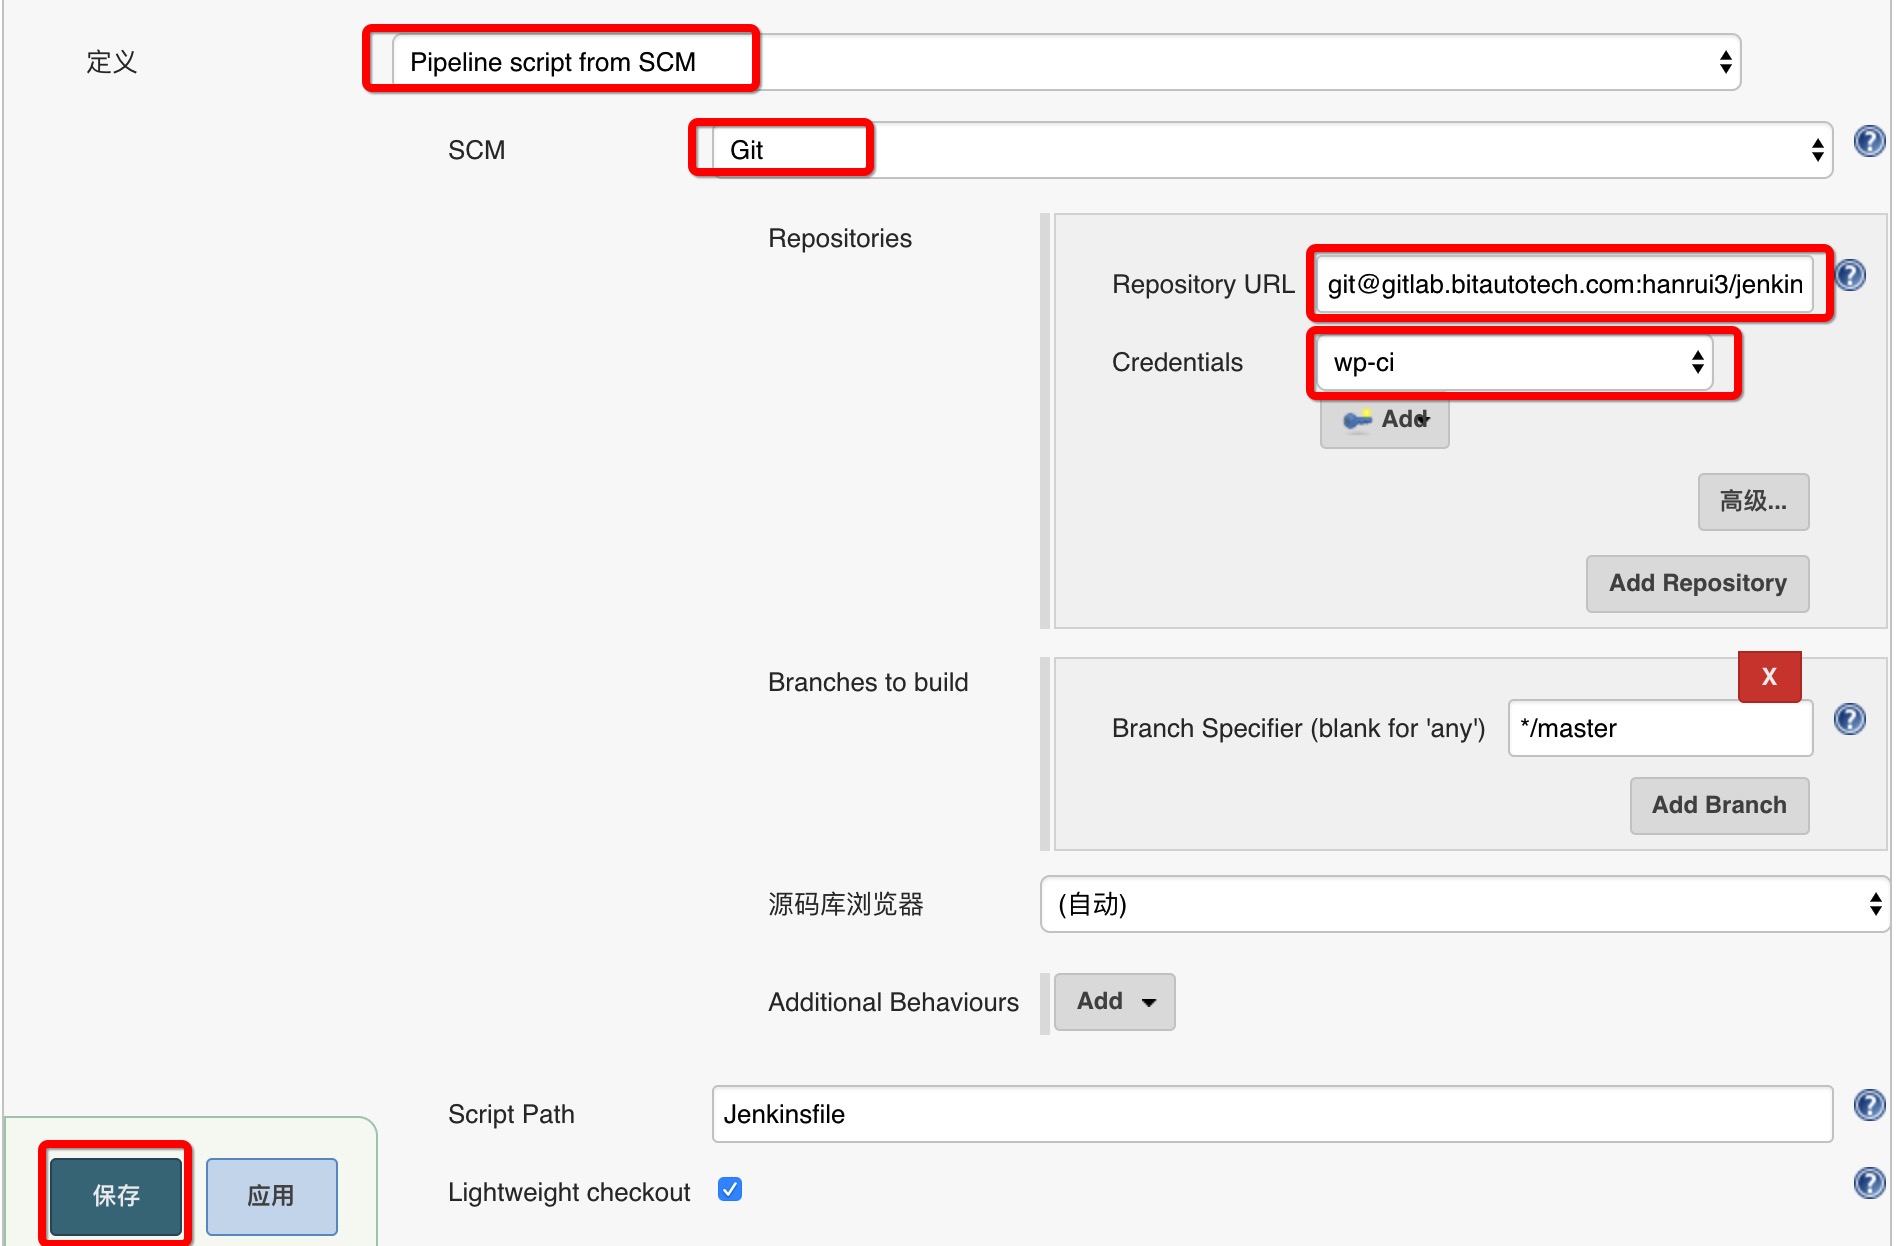 定义
Pipeline script from SCM
SCM
Git
Repositories
Repository URL
git@gitlab.bitautotech.com:hanrui3/jenkin
Credentials
wp-ci
Add
高级...
Add Repository
Branches to build
X
Branch Specifier (blank for 'any')
*/master
Add Branch
源码库浏览器
(自动)
Additional Behaviours
Add
Script Path
Jenkinsfile
保存
应用
Lightweight checkout